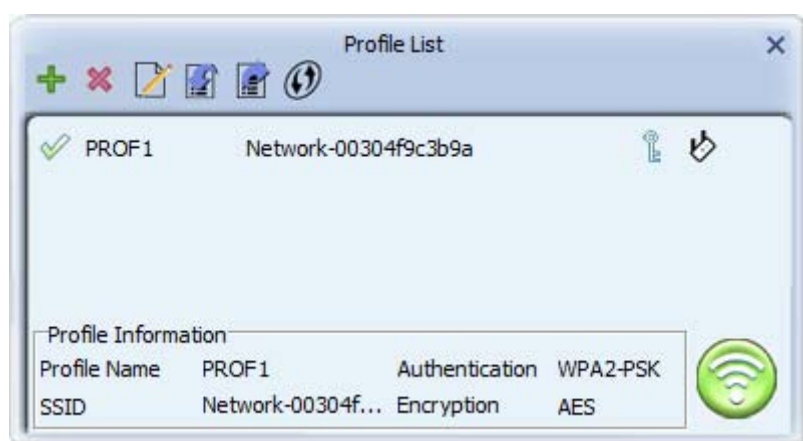 Profile List
PROF1 Network-00304f9c3b9a
Profile Information
Profile Name PROF1 Authentication WPA2-PSK
SSID Network-00304f... Encryption AES